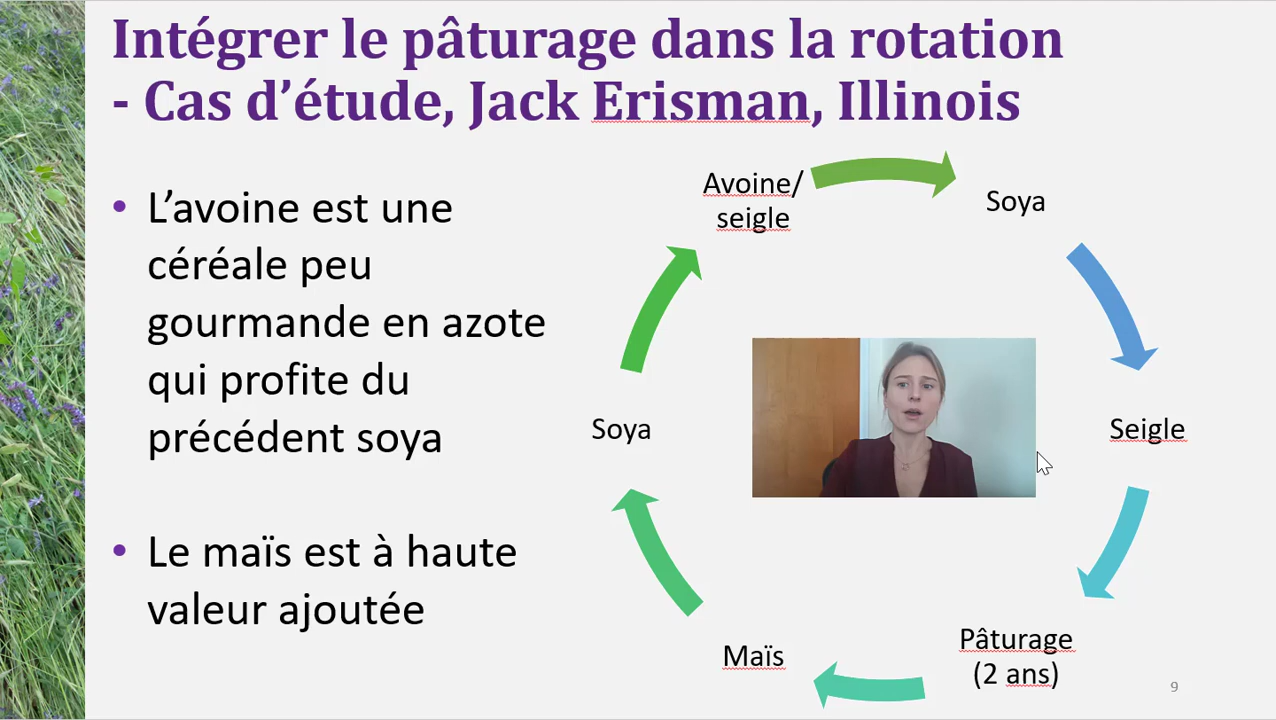 Intégrer le pâturage dans la rotation
- Cas d’étude, Jack Erisman, Illinois
• L’avoine est une
céréale peu
gourmande en azote
qui profite du
précédent soya
• Le maïs est à haute
valeur ajoutée
Avoine/
seigle
Soya
Seigle
Pâturage
(2 ans)
Maïs
Soya
9